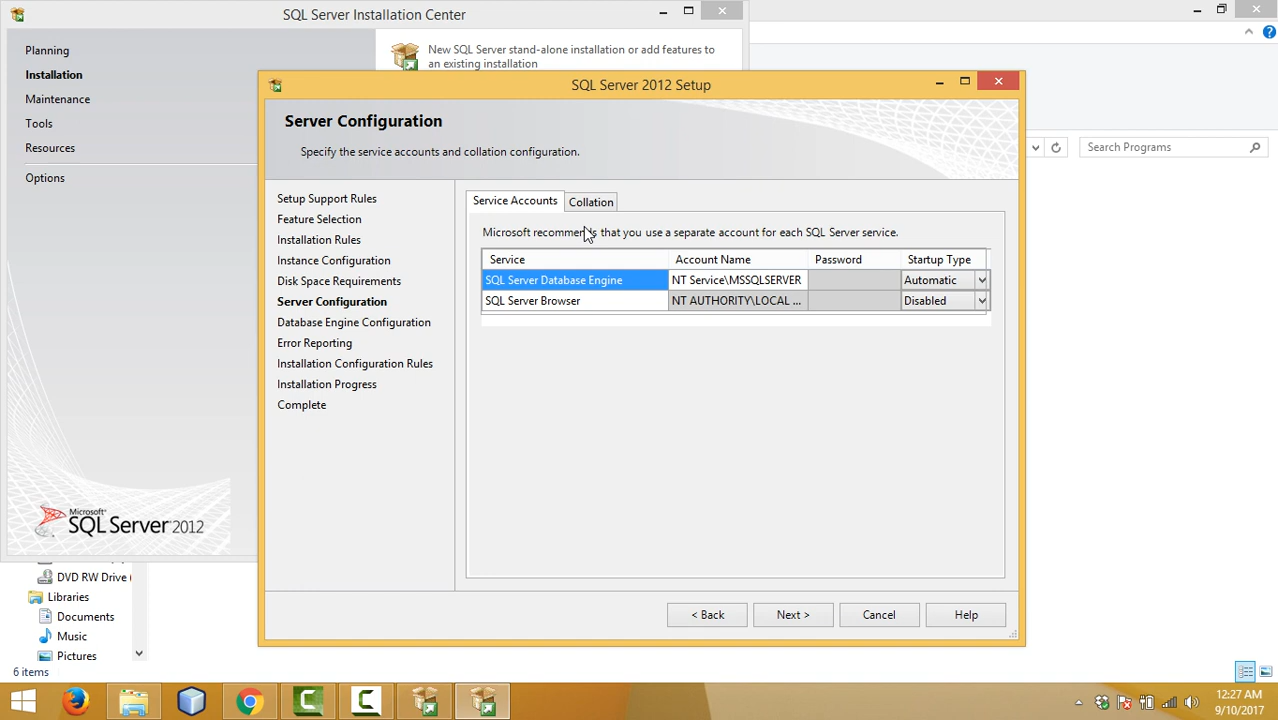 SQL Server Installation Center
Planning
Installation
Maintenance
Tools
Resources
Options
New SQL Server stand-alone installation or add features to
an existing installation
Microsoft®
SQL Server 2012
SQL Server 2012 Setup
Server Configuration
Specify the service accounts and collation configuration.
Setup Support Rules
Feature Selection
Installation Rules
Instance Configuration
Disk Space Requirements
Server Configuration
Database Engine Configuration
Error Reporting
Installation Configuration Rules
Installation Progress
Complete
Service Accounts
Collation
Microsoft recommends that you use a separate account for each SQL Server service.
Service Account Name Password Startup Type
SQL Server Database Engine NT Service\MSSQLSERVER Automatic
SQL Server Browser NT AUTHORITY\LOCAL ... Disabled
< Back
Next >
Cancel
Help
Search Programs
DVD RW Drive (
Libraries
Documents
Music
Pictures
6 items
12:27 AM
9/10/2017